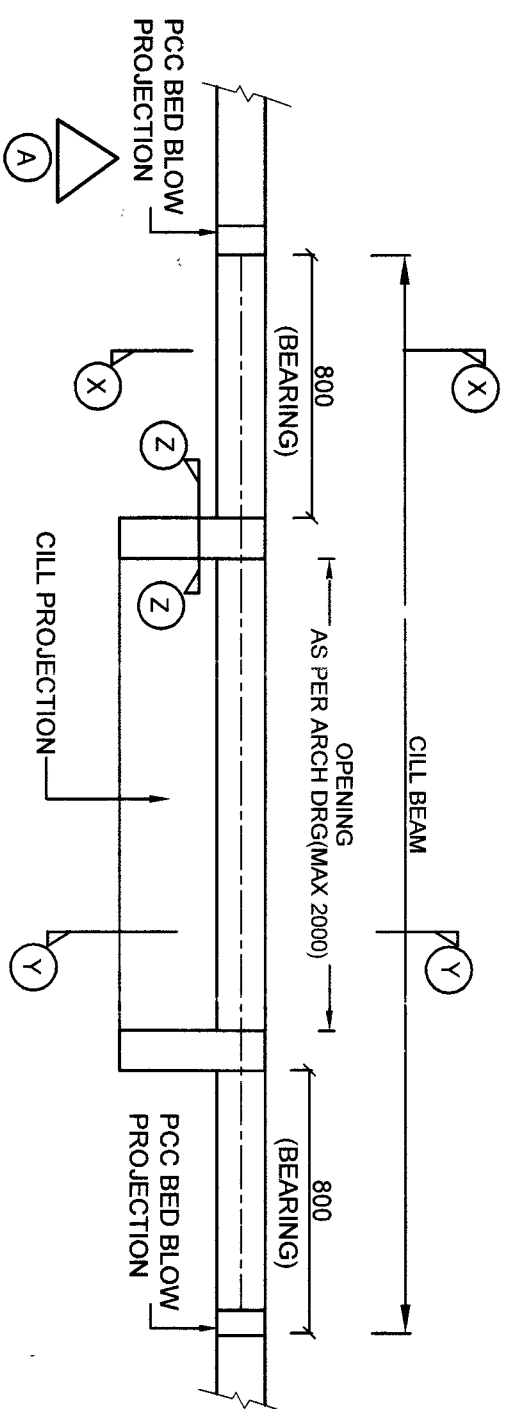 CILL BEAM
X
Y
OPENING
AS PER ARCH DRG(MAX 2000)
800
(BEARING)
800
(BEARING)
X
Z
Z
Y
PCC BED BLOW
PROJECTION
A
CILL PROJECTION
PCC BED BLOW
PROJECTION